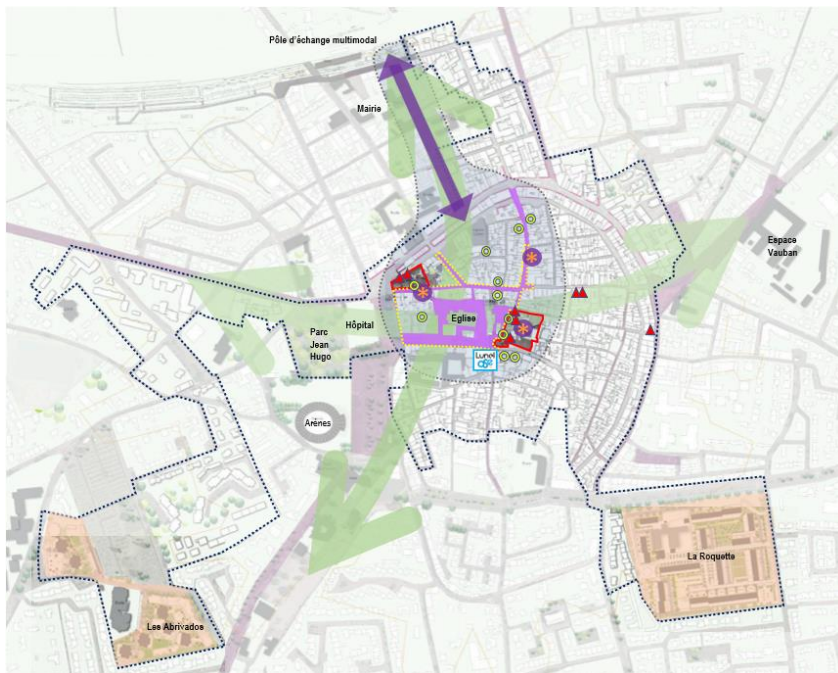 Pôle d'échange multimodal
Mairie
Espace
Vauban
Eglise
Hôpital
Parc
Jean
Hugo
Lunel
Arènes
La Roquette
Les Abrivados